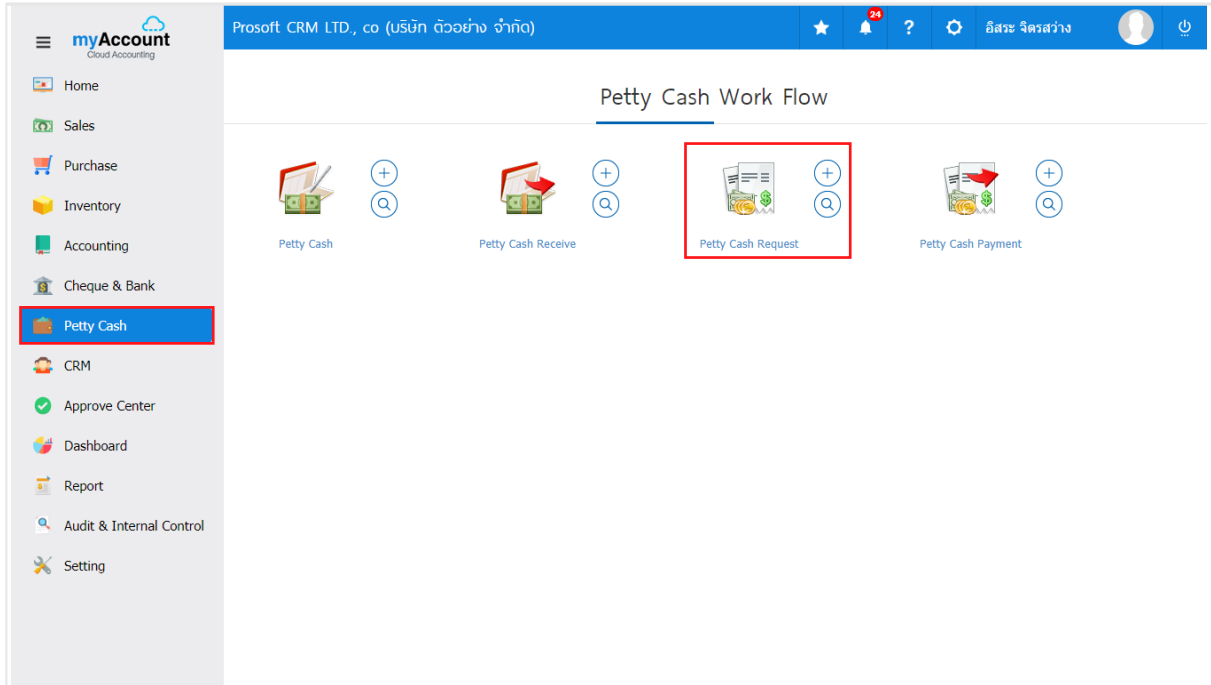 myAccount
Cloud Accounting
Prosoft CRM LTD., co (บริษัท ตัวอย่าง จำกัด)
24
?
อิสระ จิตรสว่าง
Home
Sales
Purchase
Inventory
Accounting
Cheque & Bank
Petty Cash
CRM
Approve Center
Dashboard
Report
Audit & Internal Control
Setting
Petty Cash Work Flow
Petty Cash
Petty Cash Receive
Petty Cash Request
Petty Cash Payment